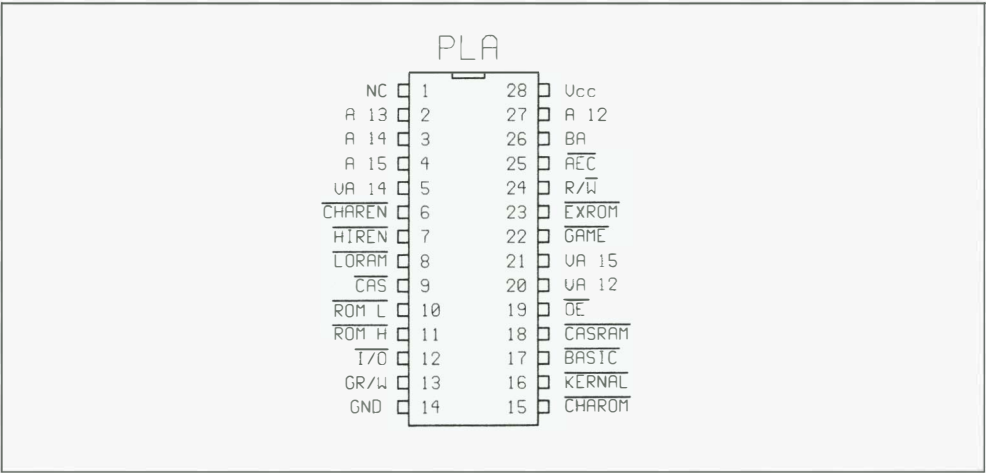 PLA
NC 1 28 Vcc
A 13 2 27 A 12
A 14 3 26 BA
A 15 4 25 AEC
VA 14 5 24 R/W
CHAREN 6 23 EXROM
HIREN 7 22 GAME
LORAM 8 21 VA 15
CAS 9 20 VA 12
ROM L 10 19 OE
ROM H 11 18 CASRAM
I/O 12 17 BASIC
GR/W 13 16 KERNAL
GND 14 15 CHAROM